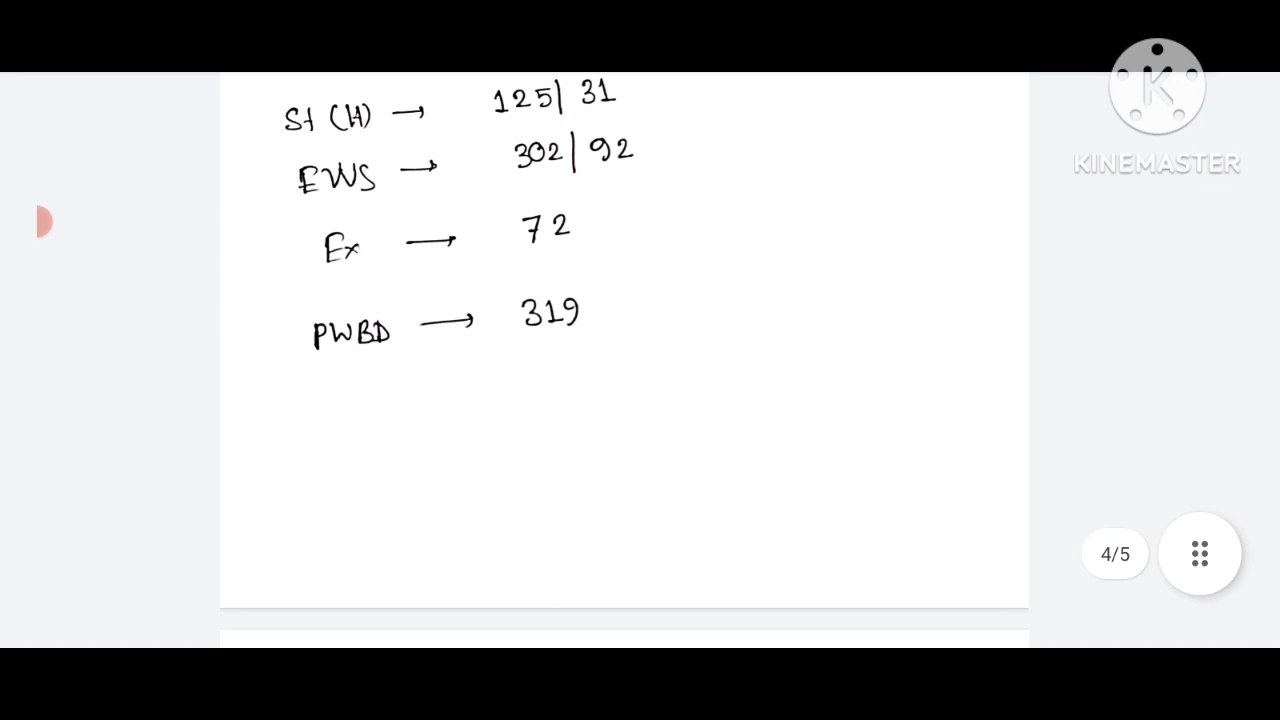 St (H) → 125| 31
EWS → 302| 92
Ex → 72
PWBD → 319
KINEMASTER
4/5